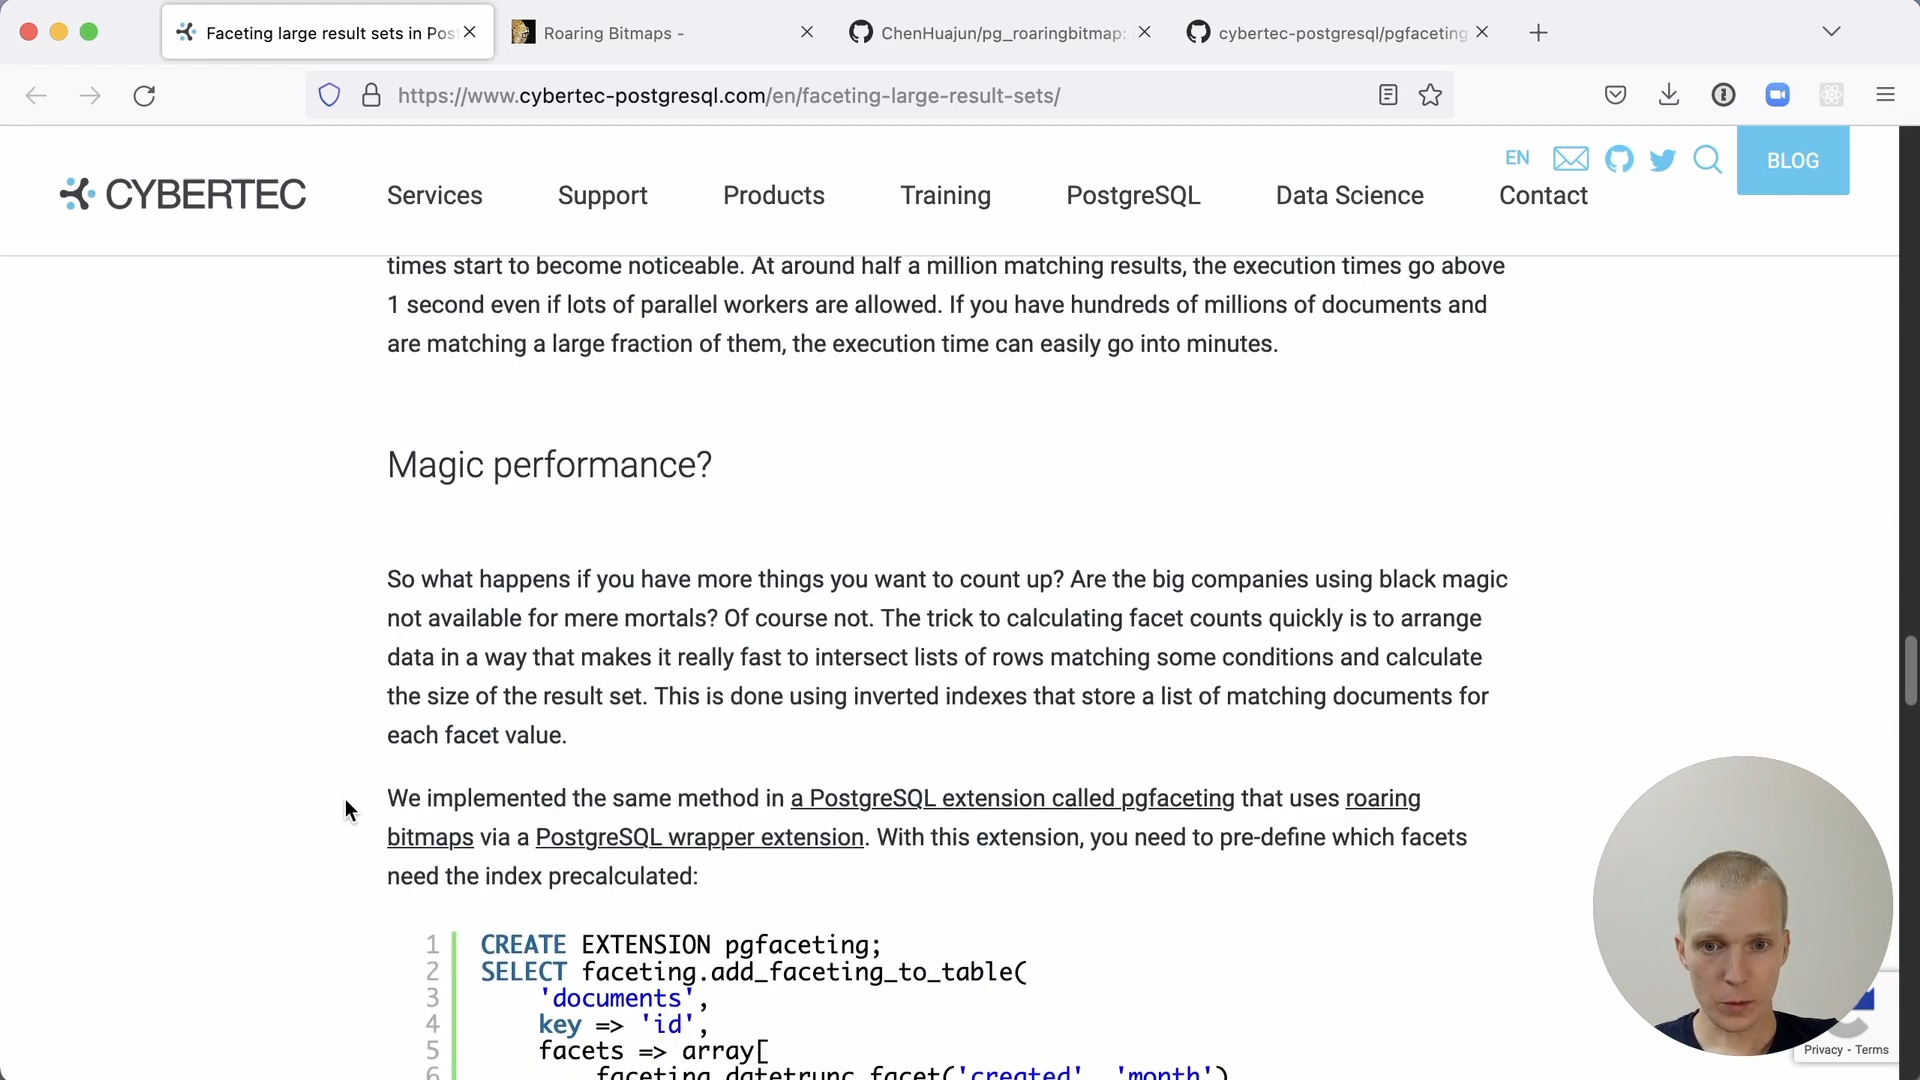 Faceting large result sets in Pos
Roaring Bitmaps -
ChenHuajun/pg_roaringbitmap:
cybertec-postgresql/pgfaceting
https://www.cybertec-postgresql.com/en/faceting-large-result-sets/
EN
BLOG
CYBERTEC
Services
Support
Products
Training
PostgreSQL
Data Science
Contact
times start to become noticeable. At around half a million matching results, the execution times go above
1 second even if lots of parallel workers are allowed. If you have hundreds of millions of documents and
are matching a large fraction of them, the execution time can easily go into minutes.
Magic performance?
So what happens if you have more things you want to count up? Are the big companies using black magic
not available for mere mortals? Of course not. The trick to calculating facet counts quickly is to arrange
data in a way that makes it really fast to intersect lists of rows matching some conditions and calculate
the size of the result set. This is done using inverted indexes that store a list of matching documents for
each facet value.
We implemented the same method in a PostgreSQL extension called pgfaceting that uses roaring
bitmaps via a PostgreSQL wrapper extension. With this extension, you need to pre-define which facets
need the index precalculated:
1 CREATE EXTENSION pgfaceting;
2 SELECT faceting.add_faceting_to_table(
3 'documents',
4 key => 'id',
5 facets => array[
6 faceting.datetrunc_facet('created', 'month')
Privacy - Terms